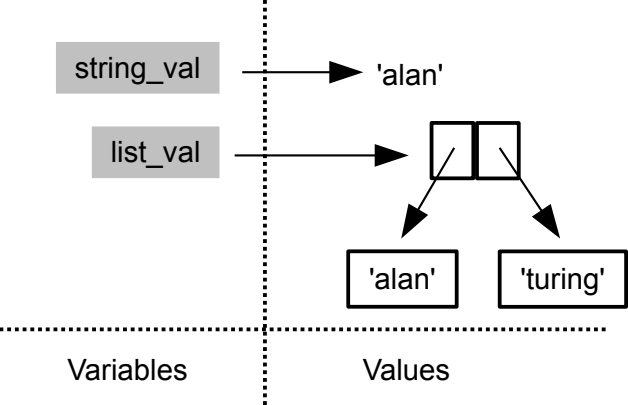 string_val
'alan'
list_val
'alan'
'turing'
Variables
Values